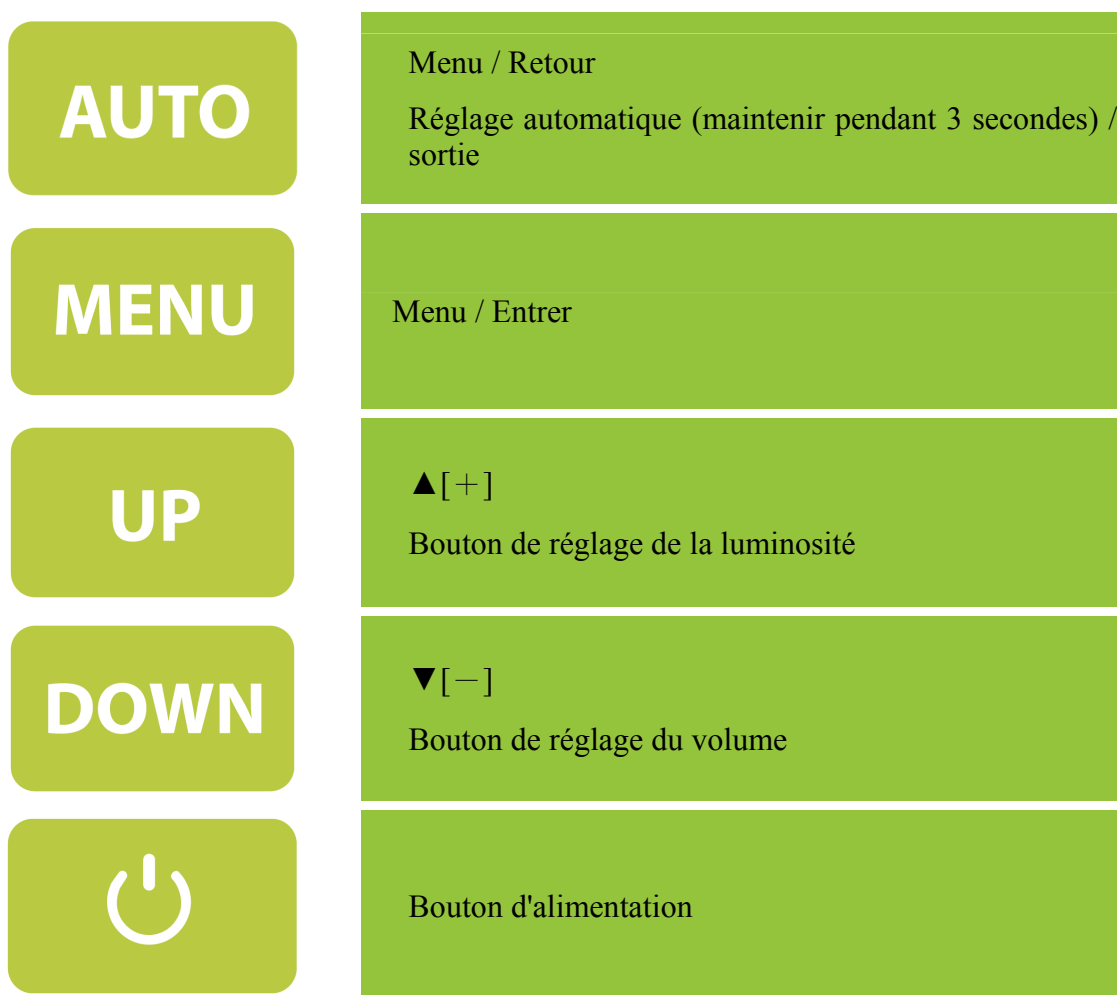 AUTO
Menu / Retour
Réglage automatique (maintenir pendant 3 secondes) /
sortie
MENU
Menu / Entrer
UP
▲[+]
Bouton de réglage de la luminosité
DOWN
▼[−]
Bouton de réglage du volume
Bouton d'alimentation